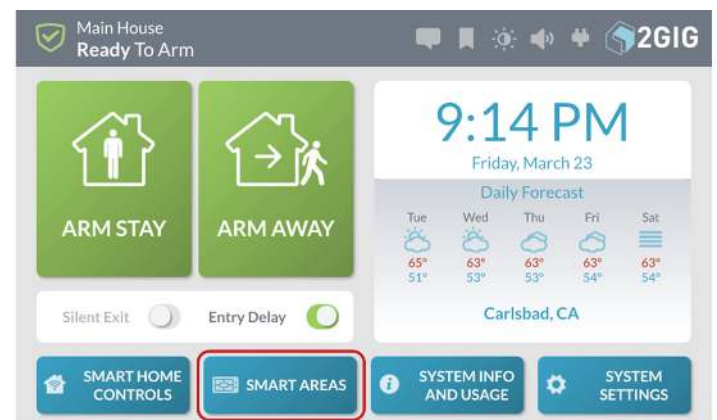 Main House
Ready To Arm
2GIG
ARM STAY
ARM AWAY
Silent Exit
Entry Delay
9:14 PM
Friday, March 23
Daily Forecast
Tue Wed Thu Fri Sat
65° 63° 63° 63° 63°
51° 53° 53° 54° 54°
Carlsbad, CA
SMART HOME
CONTROLS
SMART AREAS
SYSTEM INFO
AND USAGE
SYSTEM
SETTINGS